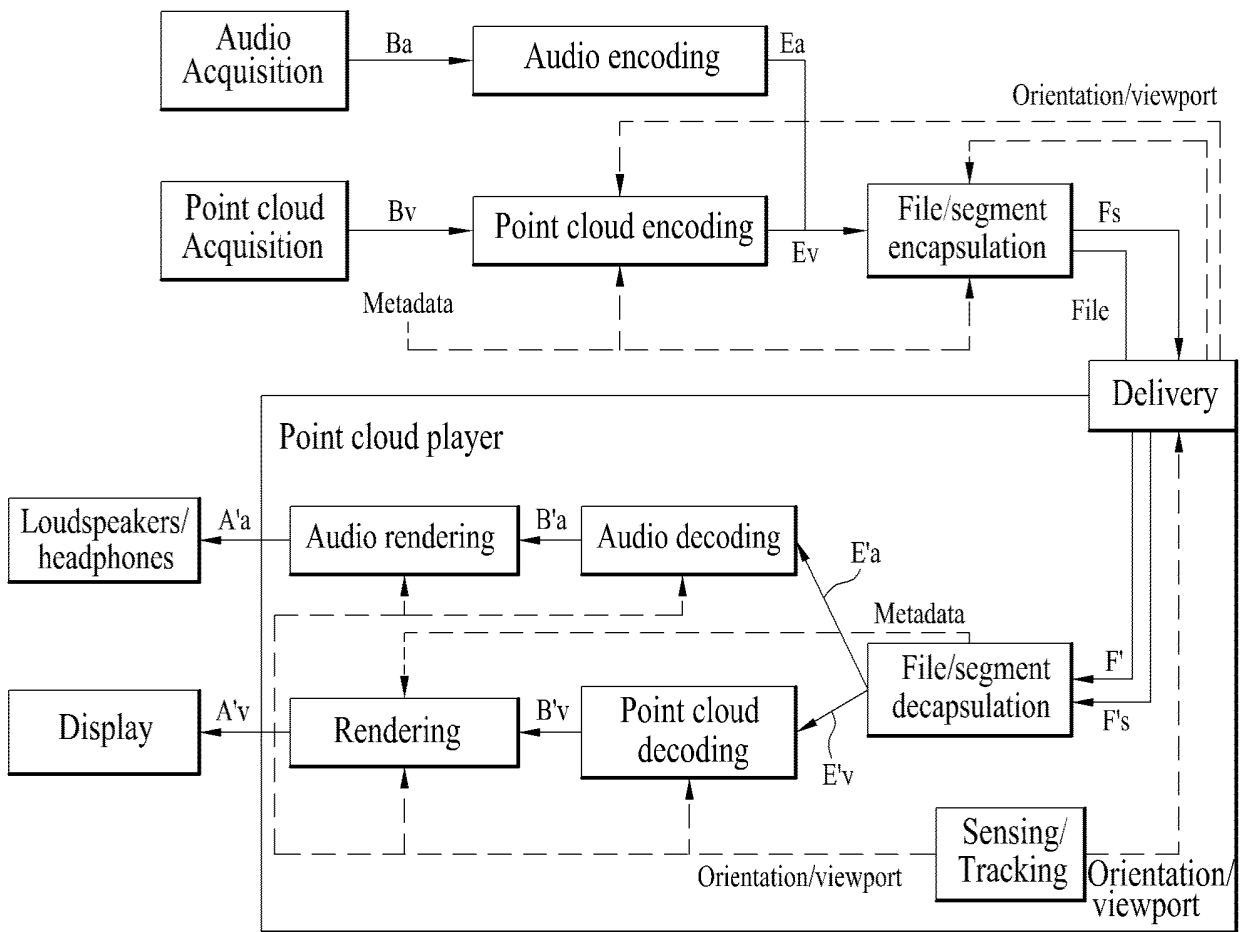 Audio
Acquisition
Ba
Audio encoding
Ea
Orientation/viewport
Point cloud
Acquisition
Bv
Point cloud encoding
Ev
File/segment
encapsulation
Fs
File
Metadata
Delivery
Point cloud player
Loudspeakers/
headphones
A'a
Audio rendering
B'a
Audio decoding
E'a
Metadata
File/segment
decapsulation
F'
F's
Display
A'v
Rendering
B'v
Point cloud
decoding
E'v
Sensing/
Tracking
Orientation/viewport
Orientation/
viewport